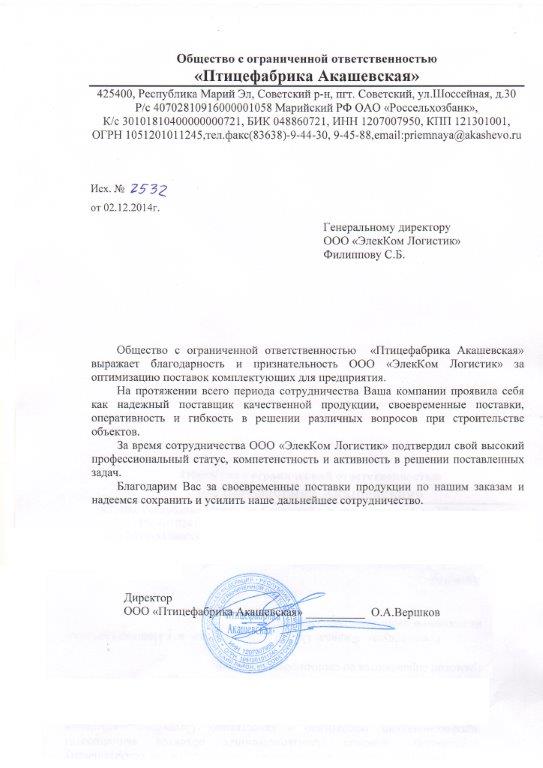 Общество с ограниченной ответственностью
«Птицефабрика Акашевская»
425400, Республика Марий Эл, Советский р-н, пгт. Советский, ул.Шоссейная, д.30
Р/с 40702810916000001058 Марийский РФ ОАО «Россельхозбанк»,
К/с 30101810400000000721, БИК 048860721, ИНН 1207007950, КПП 121301001,
ОГРН 1051201011245,тел.факс(83638)-9-44-30, 9-45-88,email:priemnaya@akashevo.ru
Исх. № 2532
от 02.12.2014г.
Генеральному директору
ООО «ЭлекКом Логистик»
Филиппову С.Б.
Общество с ограниченной ответственностью «Птицефабрика Акашевская»
выражает благодарность и признательность ООО «ЭлекКом Логистик» за
оптимизацию поставок комплектующих для предприятия.
На протяжении всего периода сотрудничества Ваша компании проявила себя
как надежный поставщик качественной продукции, своевременные поставки,
оперативность и гибкость в решении различных вопросов при строительстве
объектов.
За время сотрудничества ООО «ЭлекКом Логистик» подтвердил свой высокий
профессиональный статус, компетенстность и активность в решении поставленных
задач.
Благодарим Вас за своевременные поставки продукции по нашим заказам и
надеемся сохранить и усилить наше дальнейшее сотрудничество.
Директор
ООО «Птицефабрика Акашевская» ___________ О.А.Вершков
Птицефабрика
Акашевская